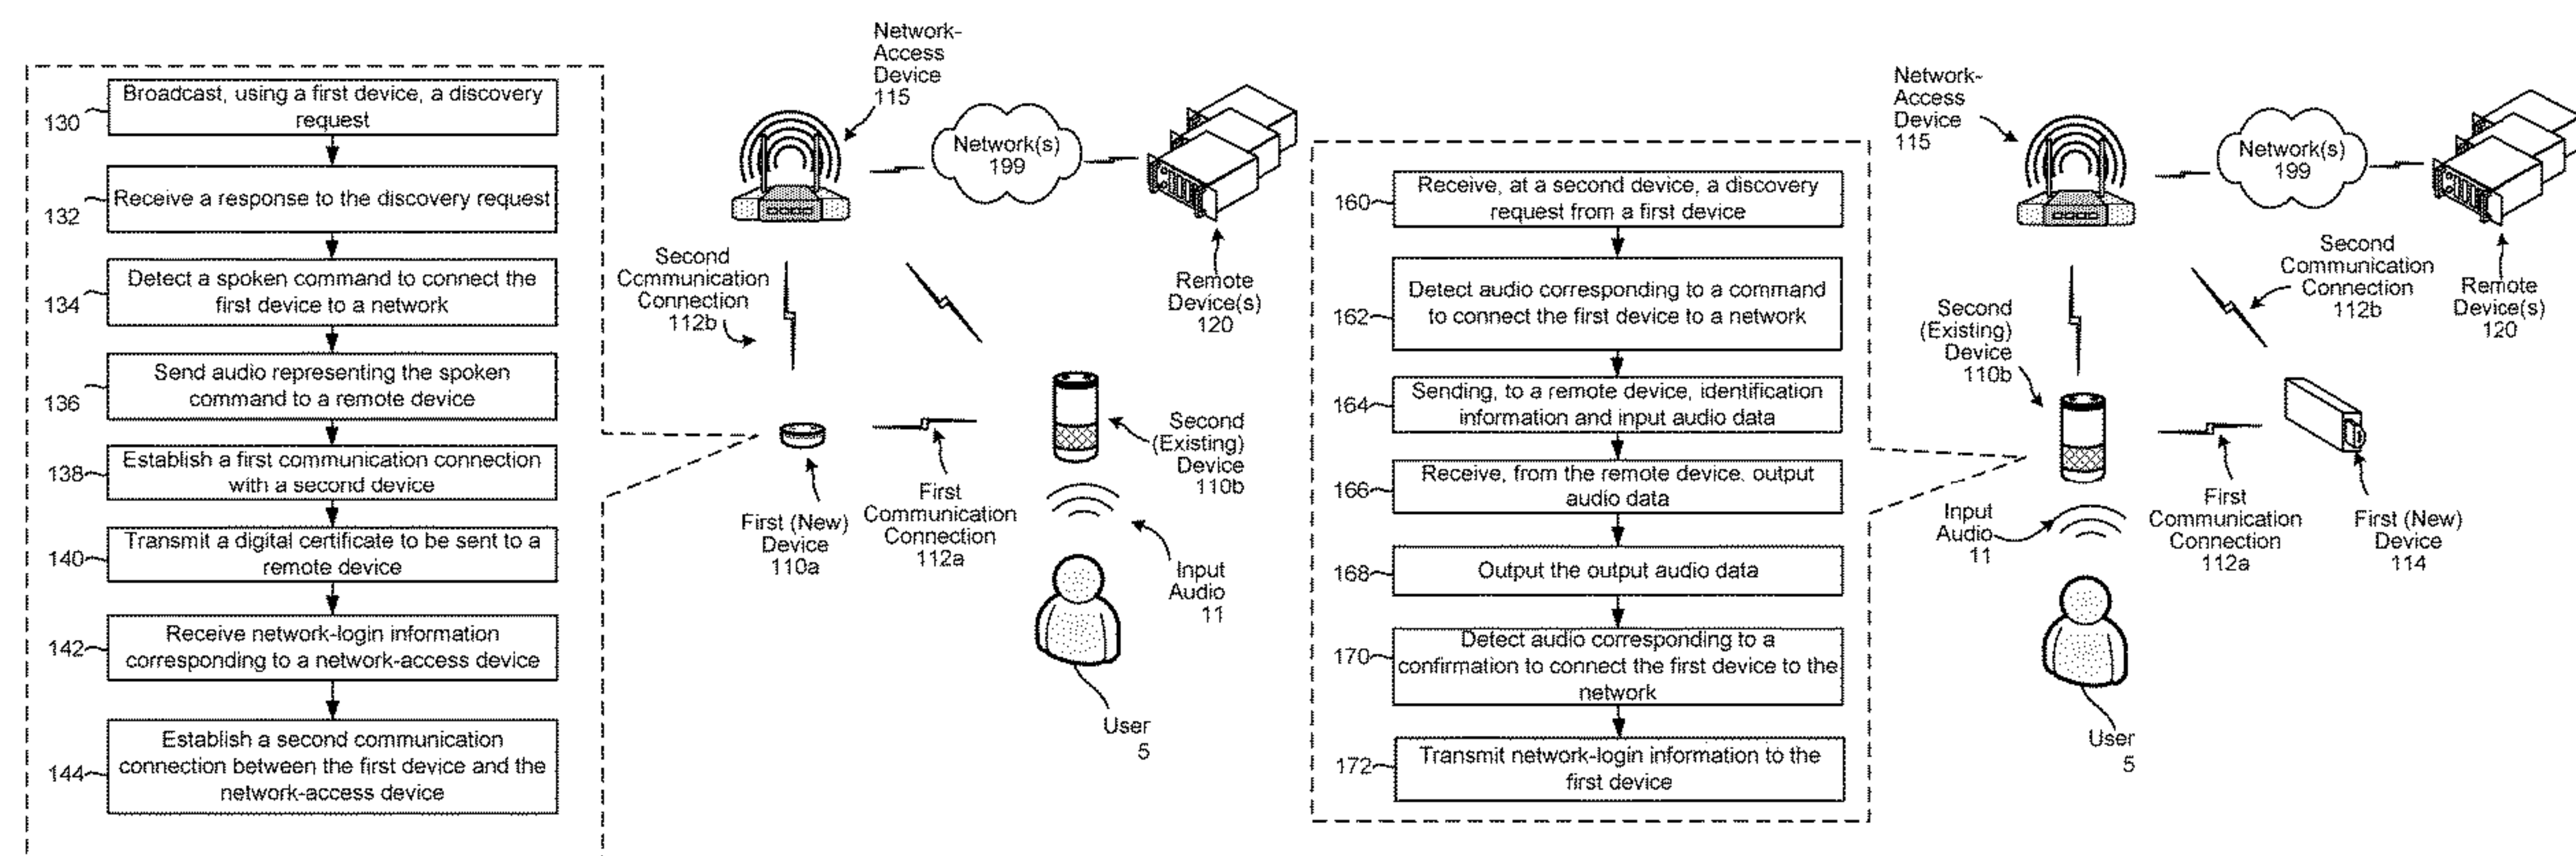 130
Broadcast, using a first device, a discovery
request
132
Receive a response to the discovery request
134
Detect a spoken command to connect the
first device to a network
136
Send audio representing the spoken
command to a remote device
138
Establish a first communication connection
with a second device
140
Transmit a digital certificate to be sent to a
remote device
142
Receive network-login information
corresponding to a network-access device
144
Establish a second communication
connection between the first device and the
network-access device
Network-
Access
Device
115
Network(s)
199
Remote
Device(s)
120
Second
Communication
Connection
112b
First (New)
Device
110a
First
Communication
Connection
112a
Second
(Existing)
Device
110b
Input
Audio
11
User
5
160
Receive, at a second device, a discovery
request from a first device
162
Detect audio corresponding to a command
to connect the first device to a network
164
Sending, to a remote device, identification
information and input audio data
166
Receive, from the remote device, output
audio data
168
Output the output audio data
170
Detect audio corresponding to a
confirmation to connect the first device to the
network
172
Transmit network-login information to the
first device
Network-
Access
Device
115
Network(s)
199
Second
Communication
Connection
112b
Remote
Device(s)
120
Second
(Existing)
Device
110b
Input
Audio
11
First
Communication
Connection
112a
First (New)
Device
114
User
5